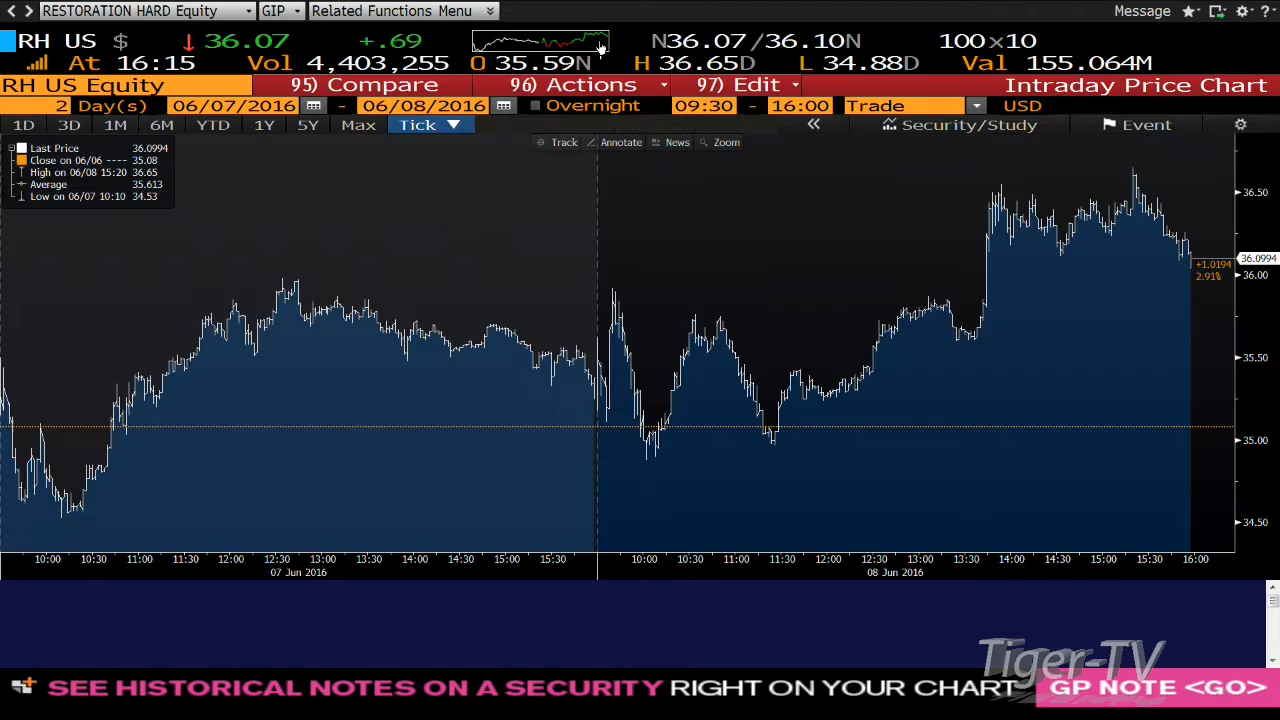 RESTORATION HARD Equity GIP Related Functions Menu Message
RH US $ ↓ 36.07 +.69 N36.07/36.10N 100x10
At 16:15 Vol 4,403,255 O 35.59N H 36.65D L 34.88D Val 155.064M
RH US Equity 95) Compare 96) Actions 97) Edit Intraday Price Chart
2 Day(s) 06/07/2016 - 06/08/2016 Overnight 09:30 - 16:00 Trade USD
1D 3D 1M 6M YTD 1Y 5Y Max Tick ▼ « Security/Study Event
Track Annotate News Zoom
Last Price 36.0994
Close on 06/06 ---- 35.08
High on 06/08 15:20 36.65
Average 35.613
Low on 06/07 10:10 34.53
36.50
36.0994
+1.0194
2.91%
36.00
35.50
35.00
34.50
10:00 10:30 11:00 11:30 12:00 12:30 13:00 13:30 14:00 14:30 15:00 15:30 10:00 10:30 11:00 11:30 12:00 12:30 13:00 13:30 14:00 14:30 15:00 15:30 16:00
07 Jun 2016 08 Jun 2016
Tiger-TV
SEE HISTORICAL NOTES ON A SECURITY RIGHT ON YOUR CHART GP NOTE <GO>